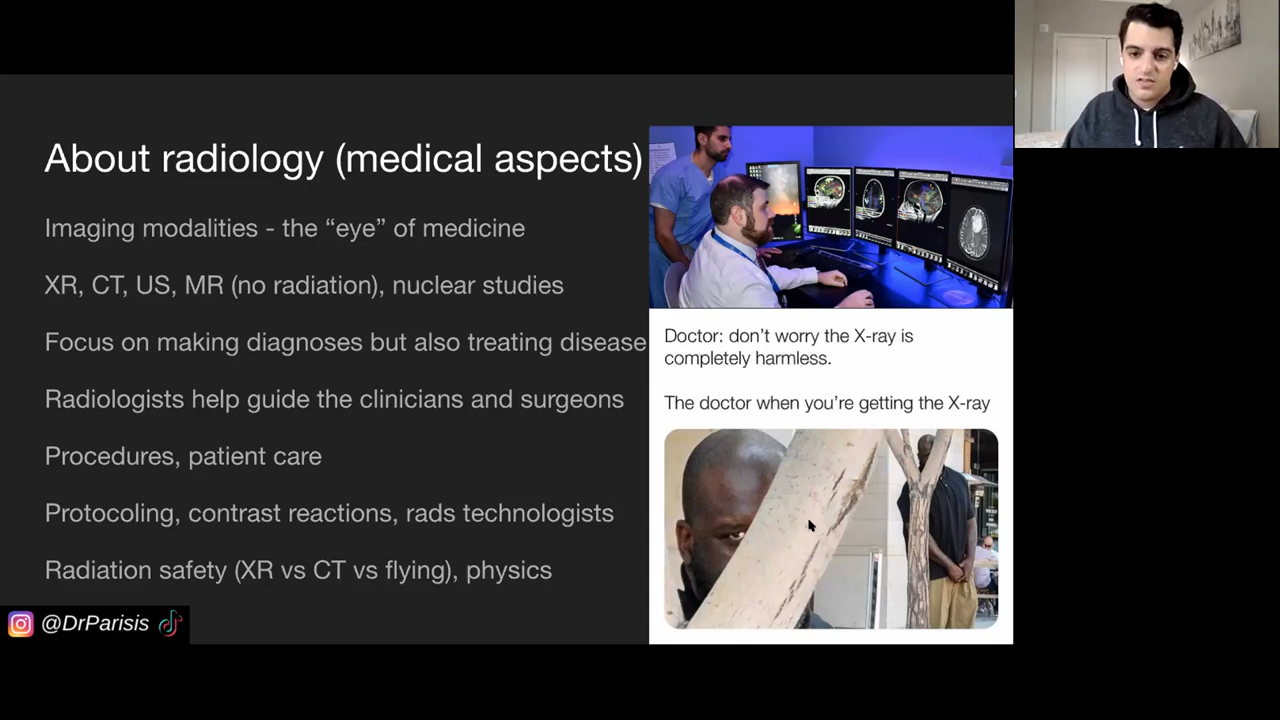 About radiology (medical aspects)
Imaging modalities - the “eye” of medicine
XR, CT, US, MR (no radiation), nuclear studies
Focus on making diagnoses but also treating disease
Radiologists help guide the clinicians and surgeons
Procedures, patient care
Protocoling, contrast reactions, rads technologists
Radiation safety (XR vs CT vs flying), physics
@DrParisis
Doctor: don’t worry the X-ray is
completely harmless.
The doctor when you’re getting the X-ray